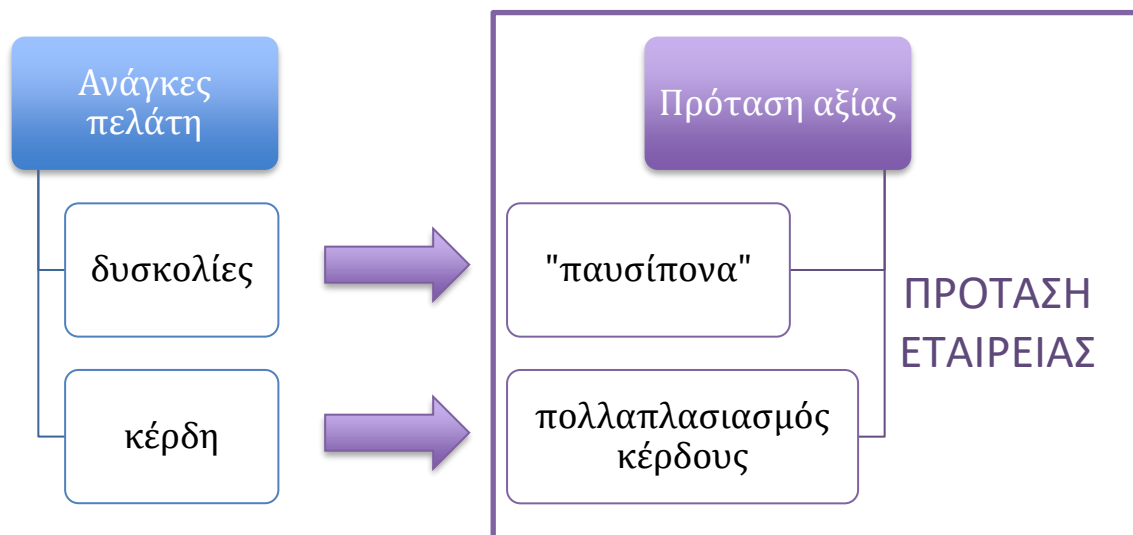 Ανάγκες
πελάτη
δυσκολίες
κέρδη
Πρόταση αξίας
"παυσίπονα"
πολλαπλασιασμός
κέρδους
ΠΡΟΤΑΣΗ
ΕΤΑΙΡΕΙΑΣ